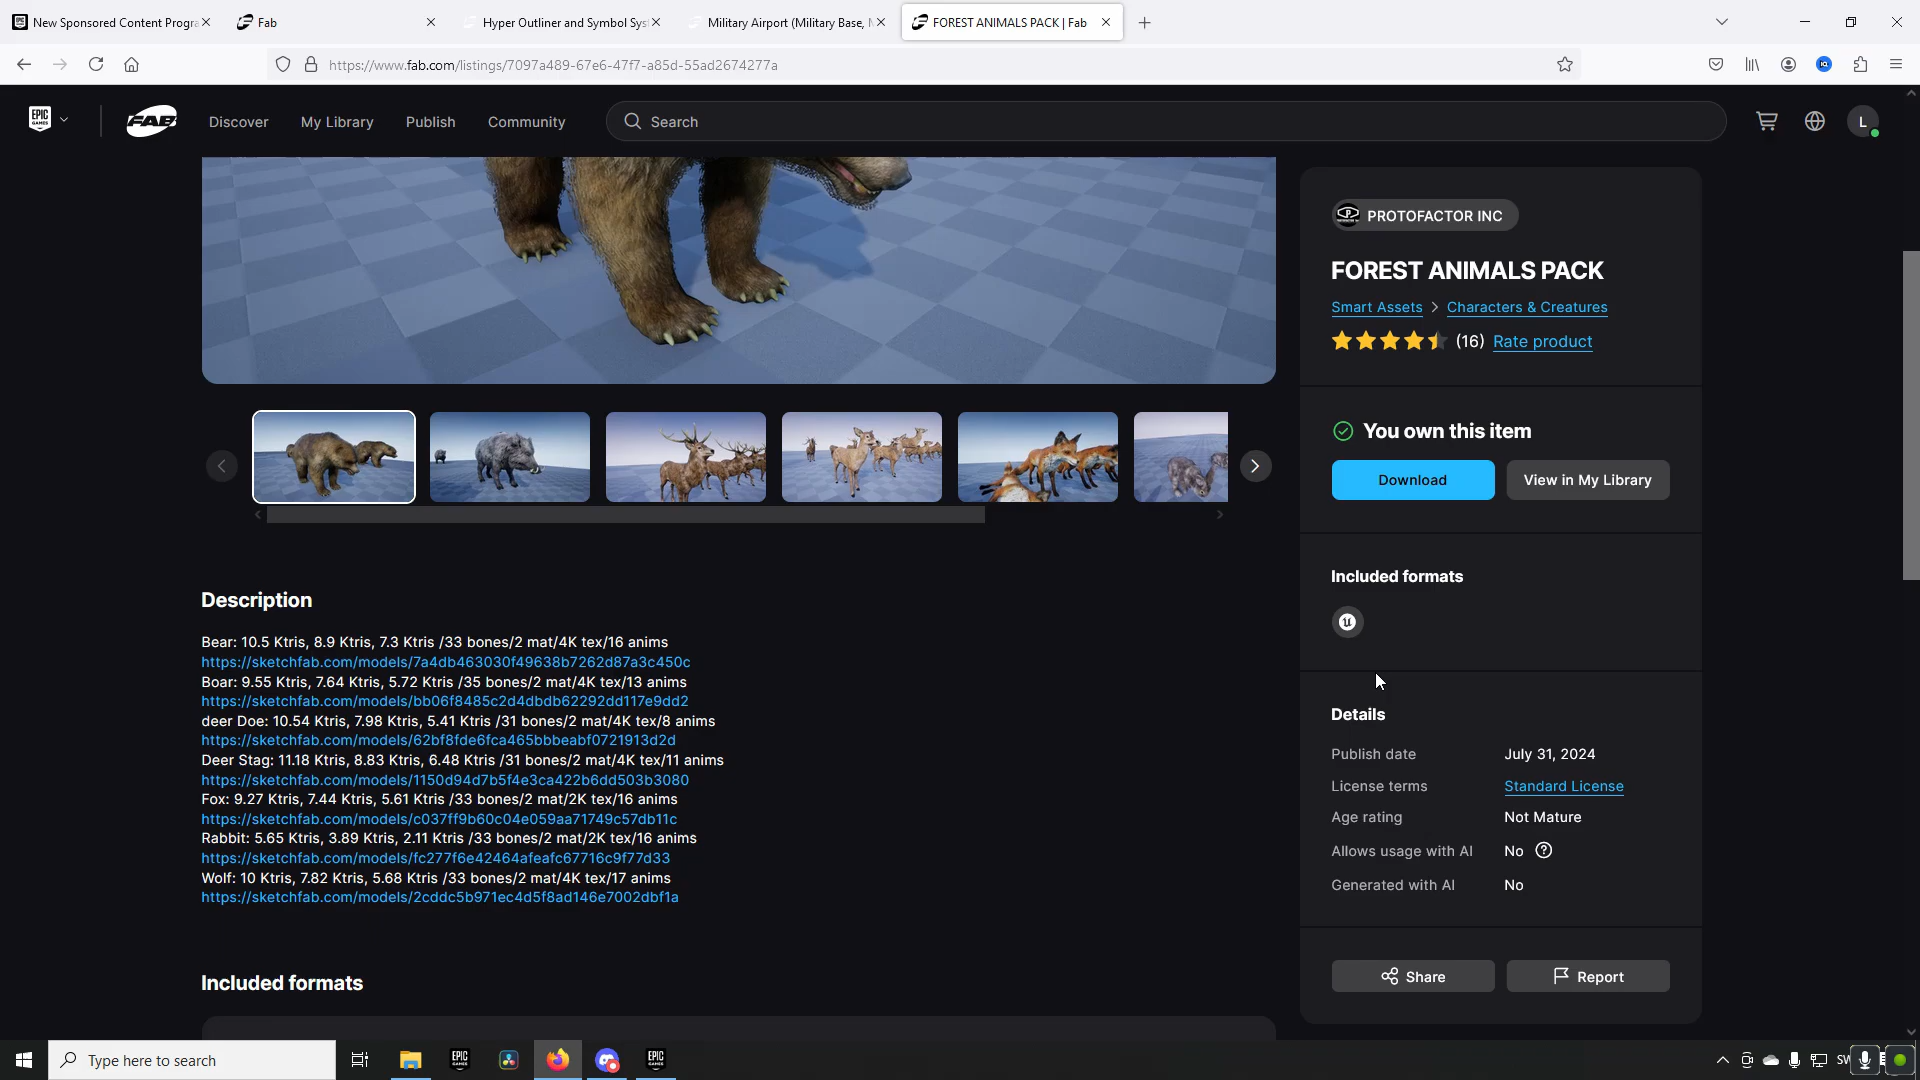 New Sponsored Content Progra
Fab
Hyper Outliner and Symbol Sys
Military Airport (Military Base,
FOREST ANIMALS PACK | Fab
https://www.fab.com/listings/7097a489-67e6-47f7-a85d-55ad2674277a
EPIC GAMES
FAB
Discover
My Library
Publish
Community
Search
L
PROTOFACTOR INC
FOREST ANIMALS PACK
Smart Assets > Characters & Creatures
(16) Rate product
You own this item
Download
View in My Library
Included formats
Description
Bear: 10.5 Ktris, 8.9 Ktris, 7.3 Ktris /33 bones/2 mat/4K tex/16 anims
https://sketchfab.com/models/7a4db463030f49638b7262d87a3c450c
Boar: 9.55 Ktris, 7.64 Ktris, 5.72 Ktris /35 bones/2 mat/4K tex/13 anims
https://sketchfab.com/models/bb06f8485c2d4dbdb62292dd117e9dd2
deer Doe: 10.54 Ktris, 7.98 Ktris, 5.41 Ktris /31 bones/2 mat/4K tex/8 anims
https://sketchfab.com/models/62bf8fde6fca465bbbeabf0721913d2d
Deer Stag: 11.18 Ktris, 8.83 Ktris, 6.48 Ktris /31 bones/2 mat/4K tex/11 anims
https://sketchfab.com/models/1150d94d7b5f4e3ca422b6dd503b3080
Fox: 9.27 Ktris, 7.44 Ktris, 5.61 Ktris /33 bones/2 mat/2K tex/16 anims
https://sketchfab.com/models/c037ff9b60c04e059aa71749c57db11c
Rabbit: 5.65 Ktris, 3.89 Ktris, 2.11 Ktris /33 bones/2 mat/2K tex/16 anims
https://sketchfab.com/models/fc277f6e42464afeafc67716c9f77d33
Wolf: 10 Ktris, 7.82 Ktris, 5.68 Ktris /33 bones/2 mat/4K tex/17 anims
https://sketchfab.com/models/2cddc5b971ec4d5f8ad146e7002dbf1a
Included formats
Details
Publish date July 31, 2024
License terms Standard License
Age rating Not Mature
Allows usage with AI No
Generated with AI No
Share
Report
Type here to search
EPIC GAMES
EPIC GAMES